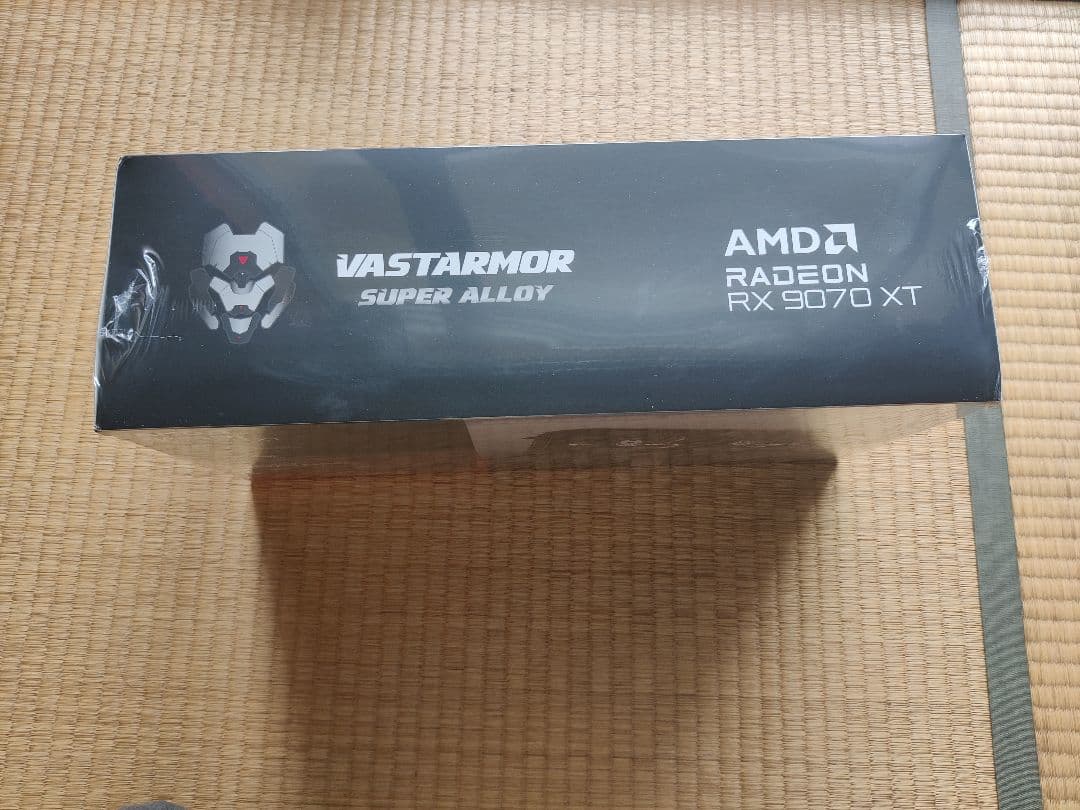 VASTARMOR
SUPER ALLOY
AMD
RADEON
RX 9070 XT